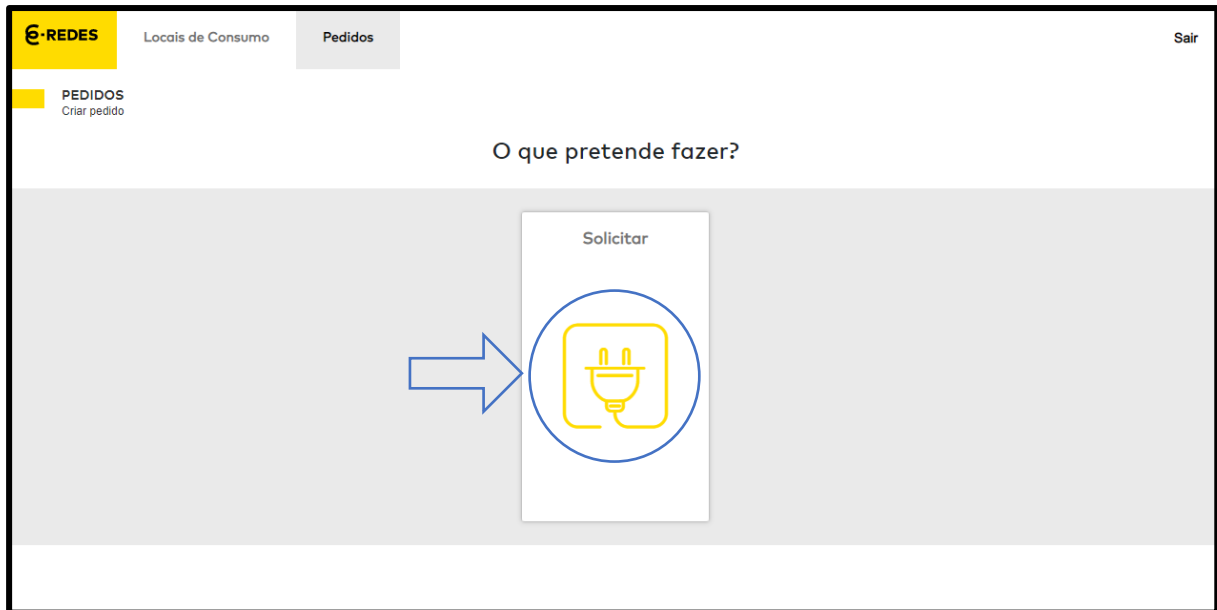 E-REDES
Locais de Consumo
Pedidos
Sair
PEDIDOS
Criar pedido
O que pretende fazer?
Solicitar